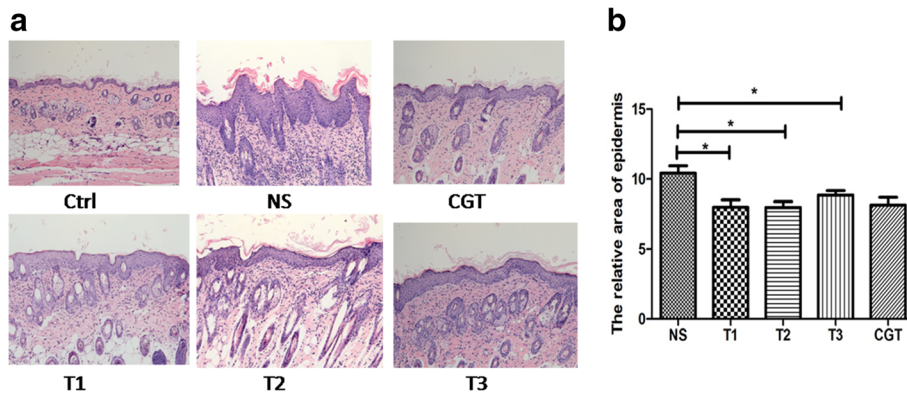 a
Ctrl NS CGT
T1 T2 T3
b
The relative area of epidermis
15
10
5
0
*
*
*
NS T1 T2 T3 CGT